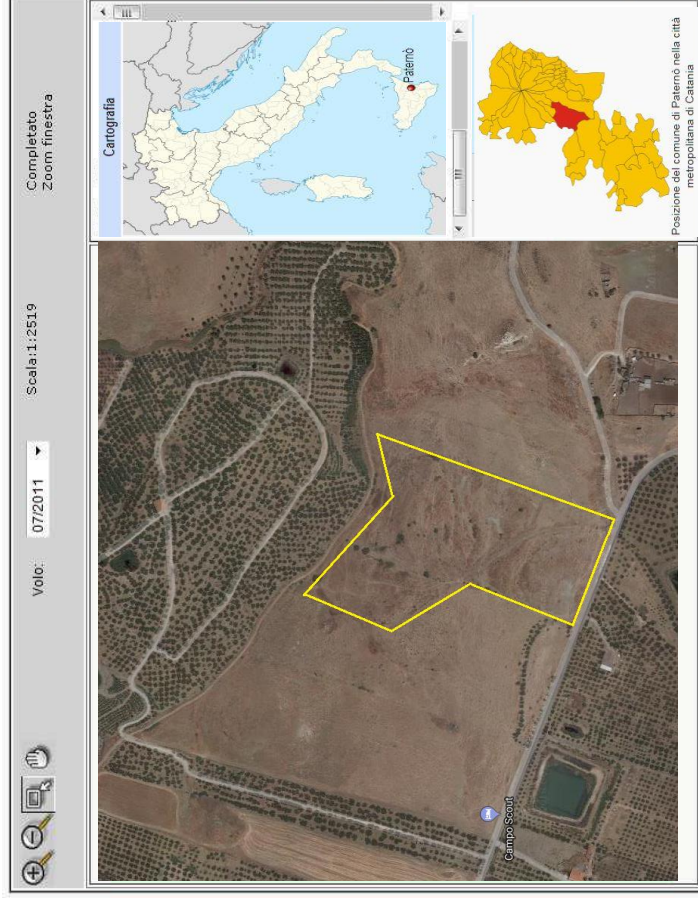 Volo:
07/2011
Scala:1:2519
Completato
Zoom finestra
Cartografia
Paternò
Posizione del comune di Paternò nella città
metropolitana di Catania
Campo Scout